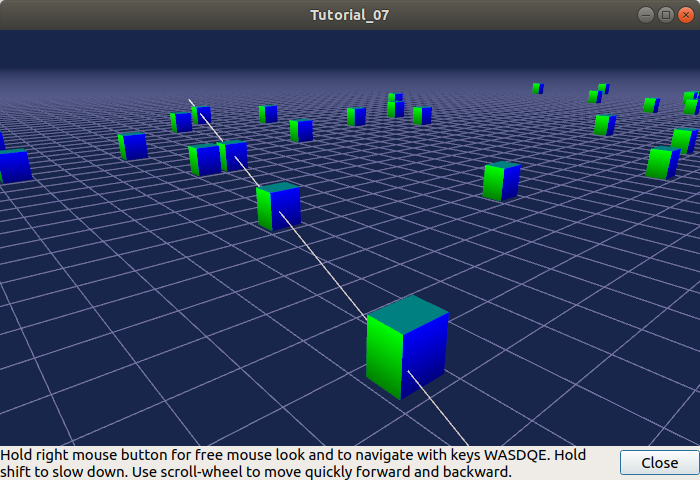 Tutorial_07
Hold right mouse button for free mouse look and to navigate with keys WASDQE. Hold
shift to slow down. Use scroll-wheel to move quickly forward and backward.
Close